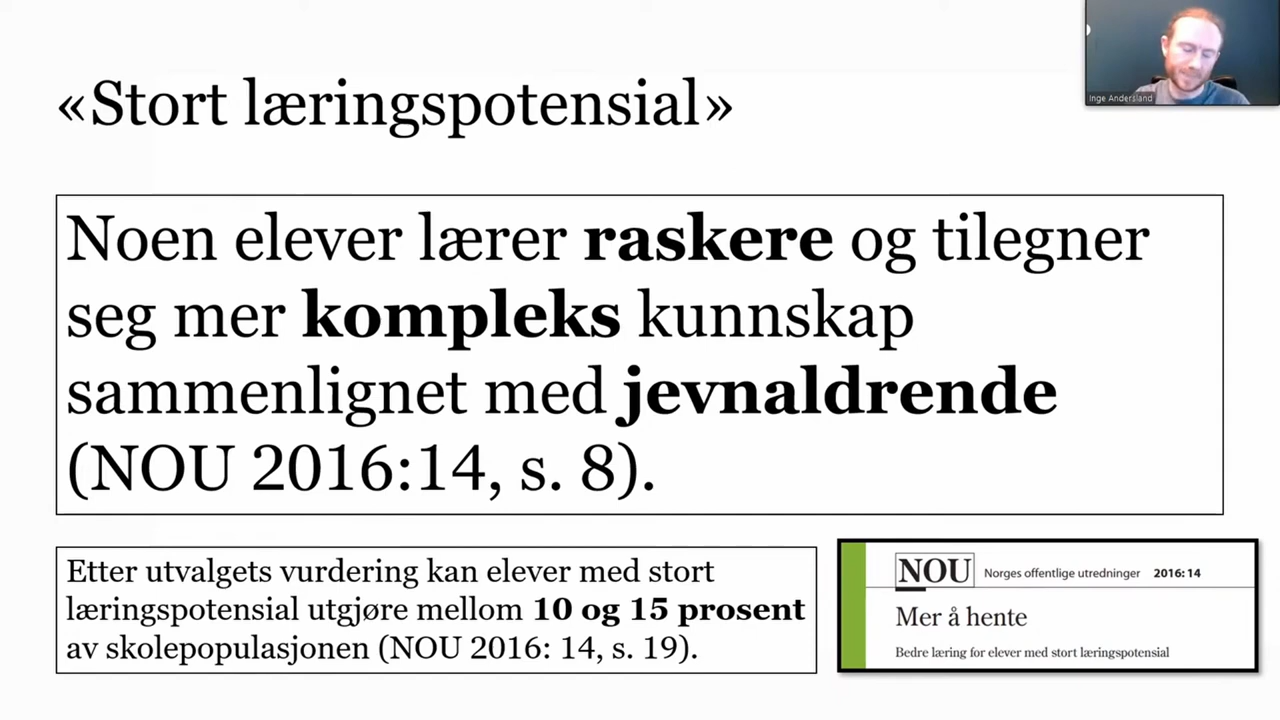 Inge Andersland
«Stort læringspotensial»
Noen elever lærer raskere og tilegner
seg mer kompleks kunnskap
sammenlignet med jevnaldrende
(NOU 2016:14, s. 8).
Etter utvalgets vurdering kan elever med stort
læringspotensial utgjøre mellom 10 og 15 prosent
av skolepopulasjonen (NOU 2016: 14, s. 19).
NOU Norges offentlige utredninger 2016: 14
Mer å hente
Bedre læring for elever med stort læringspotensial